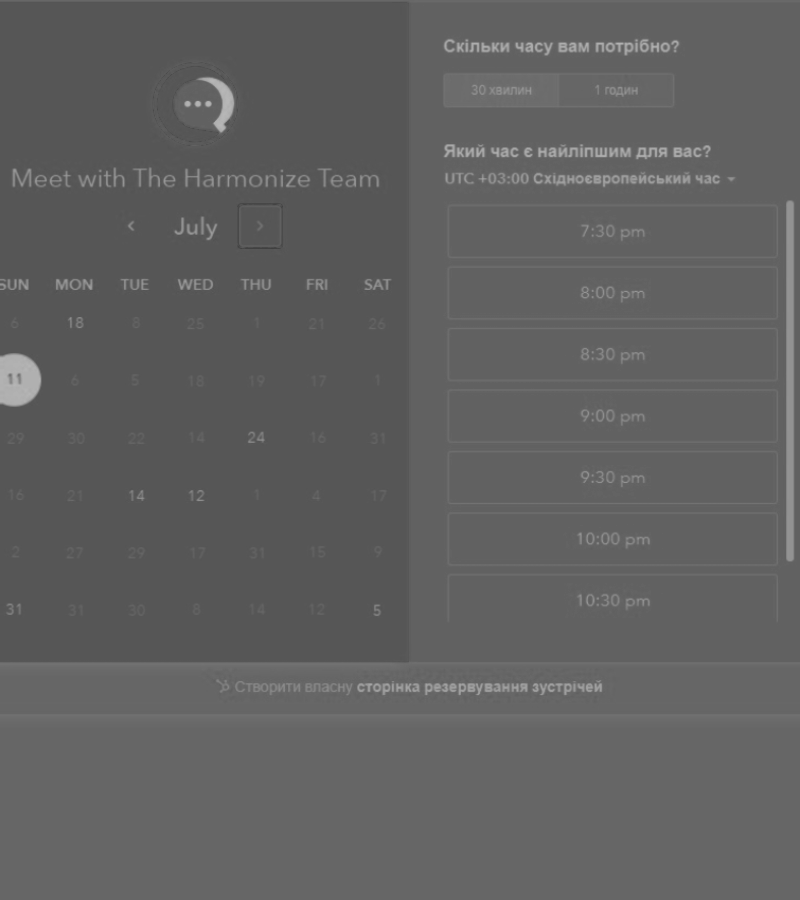 Meet with The Harmonize Team
July
SUN MON TUE WED THU FRI SAT
6 18 8 25 1 21 26
11 6 5 18 19 17 1
29 30 22 14 24 16 31
16 21 14 12 1 4 17
2 27 29 17 31 15 9
31 31 30 8 14 12 5
Скільки часу вам потрібно?
30 хвилин 1 годин
Який час є найліпшим для вас?
UTC +03:00 Східноєвропейський час
7:30 pm
8:00 pm
8:30 pm
9:00 pm
9:30 pm
10:00 pm
10:30 pm
Створити власну сторінка резервування зустрічей